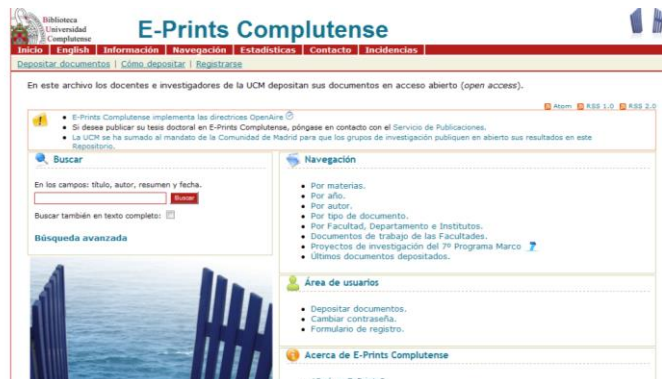 Biblioteca
Universidad
Complutense
E-Prints Complutense
Inicio | English | Información | Navegación | Estadísticas | Contacto | Incidencias |
Depositar documentos | Cómo depositar | Registrarse
En este archivo los docentes e investigadores de la UCM depositan sus documentos en acceso abierto (open access).
Atom RSS 1.0 RSS 2.0
E-Prints Complutense implementa las directrices OpenAire
Si desea publicar su tesis doctoral en E-Prints Complutense, póngase en contacto con el Servicio de Publicaciones.
La UCM se ha sumado al mandato de la Comunidad de Madrid para que los grupos de investigación publiquen en abierto sus resultados en este
Repositorio.
Buscar
En los campos: título, autor, resumen y fecha.
Buscar
Buscar también en texto completo:
Búsqueda avanzada
Navegación
Por materias.
Por año.
Por autor.
Por tipo de documento.
Por Facultad, Departamento e Institutos.
Documentos de trabajo de las Facultades.
Proyectos de investigación del 7º Programa Marco
Últimos documentos depositados.
Área de usuarios
Depositar documentos.
Cambiar contraseña.
Formulario de registro.
Acerca de E-Prints Complutense